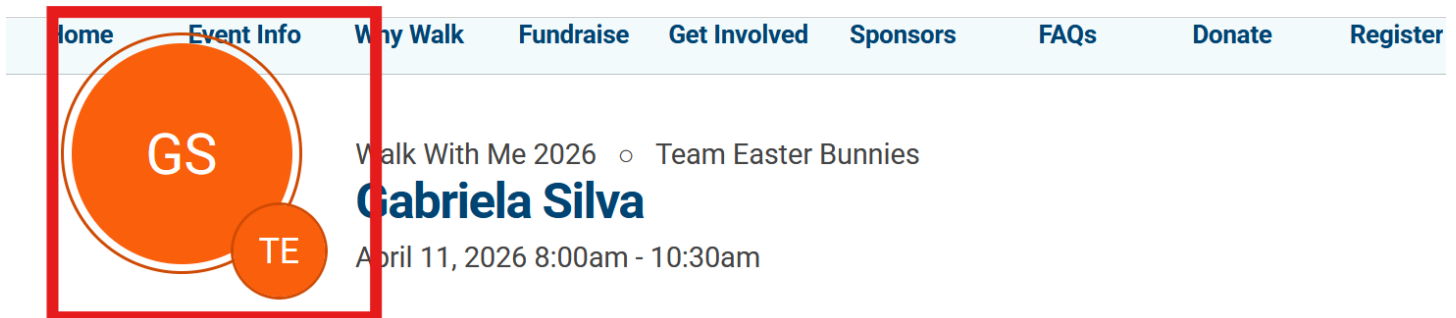 Home Event Info Why Walk Fundraise Get Involved Sponsors FAQs Donate Register
GS
TE
Walk With Me 2026 ○ Team Easter Bunnies
Gabriela Silva
April 11, 2026 8:00am - 10:30am